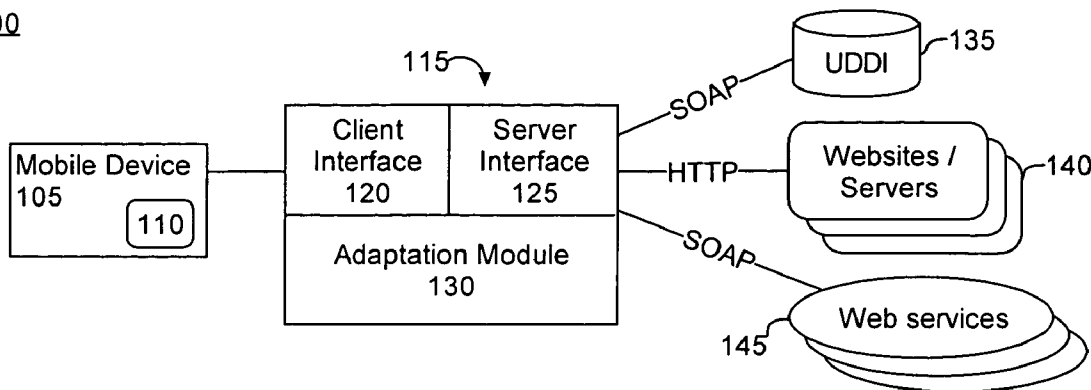 00
115
135
UDDI
SOAP
Mobile Device
105
110
Client
Interface
120
Server
Interface
125
Adaptation Module
130
HTTP
Websites /
Servers
140
SOAP
Web services
145